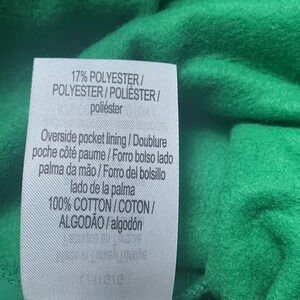 17% POLYESTER /
POLYESTER / POLIÉSTER /
poliéster
Overside pocket lining / Doublure
poche côté paume / Forro bolso lado
palma da mão / Forro del bolsillo
lado de la palma
100% COTTON / COTON /
ALGODÃO / algodón